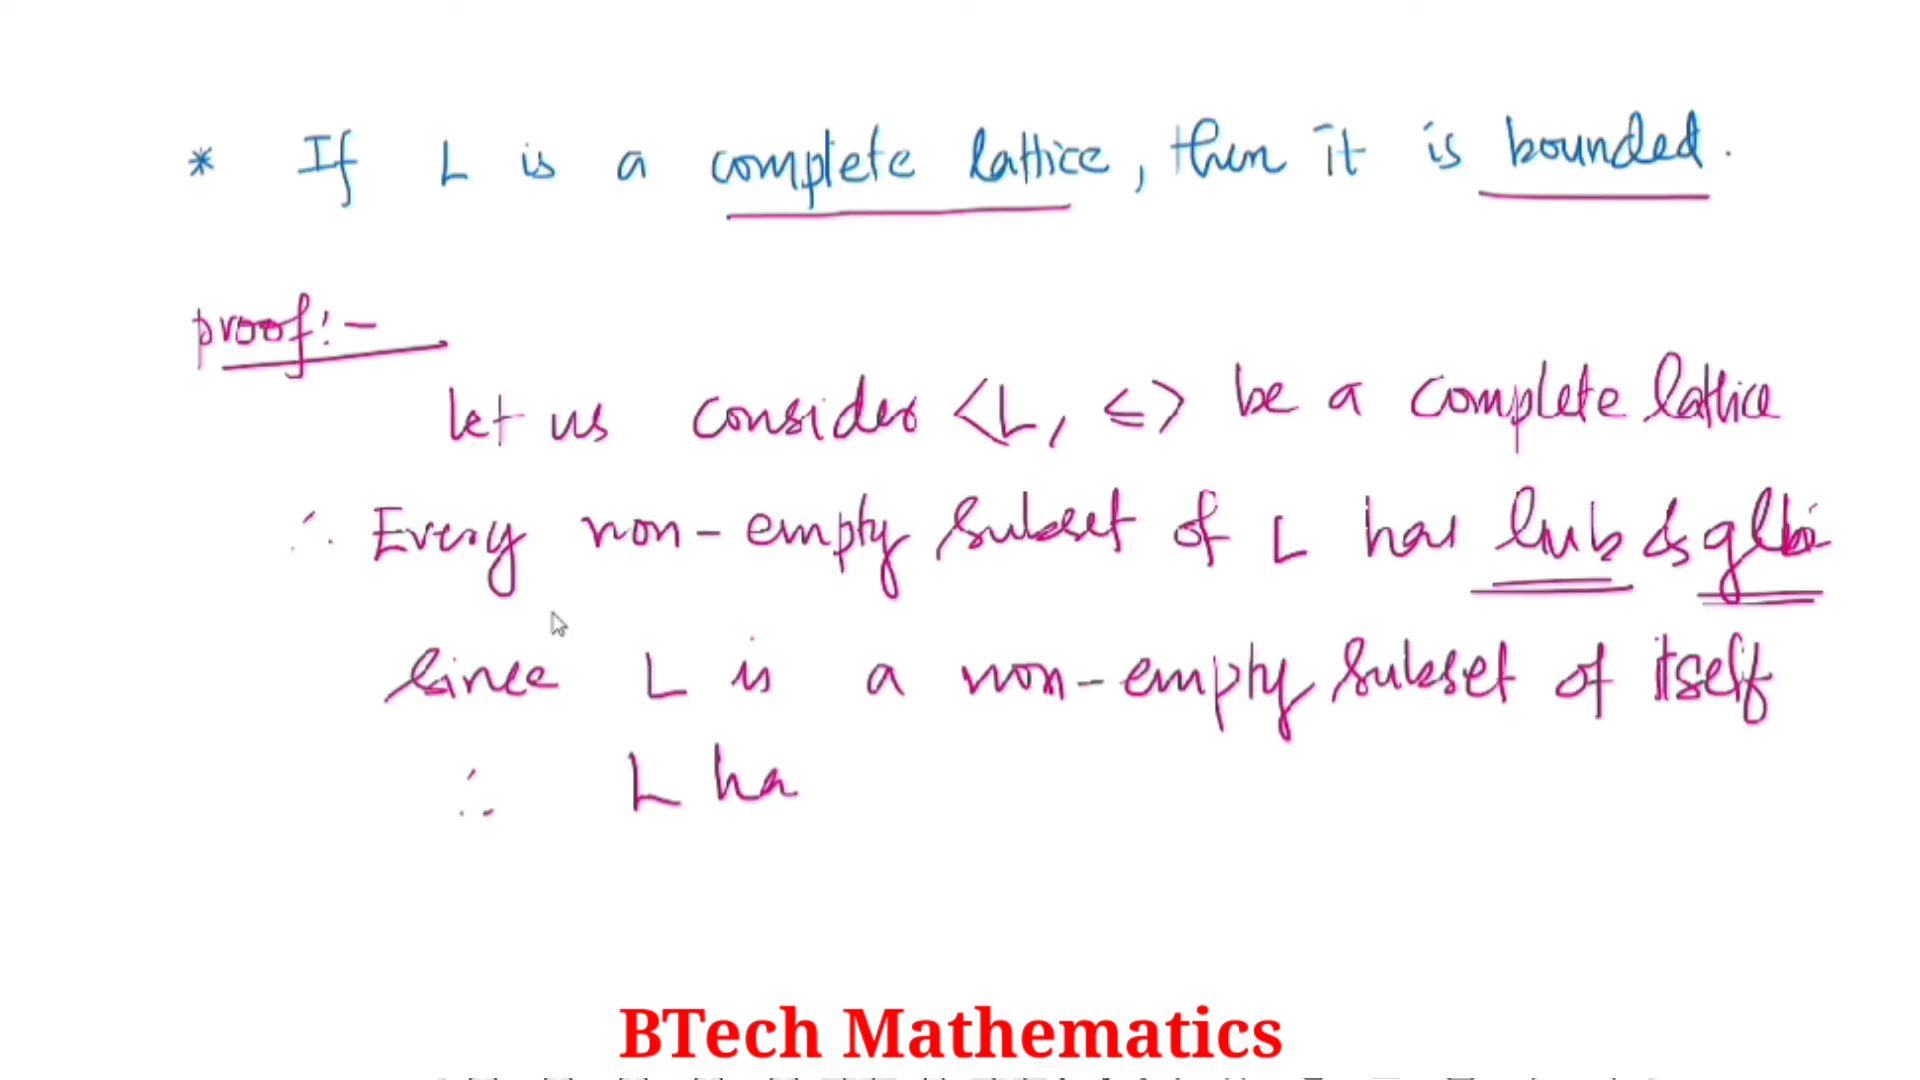 * If L is a complete lattice, then it is bounded.
proof:-
let us consider <L, ≤> be a complete lattice
∴ Every non-empty subset of L has lub & glb
since L is a non-empty subset of itself
∴ L ha
BTech Mathematics